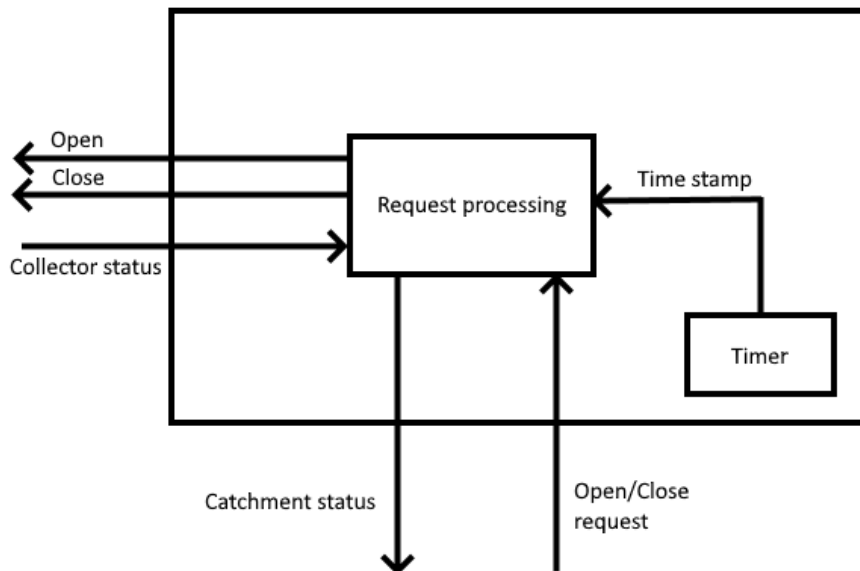 Open
Close
Request processing
Time stamp
Collector status
Timer
Catchment status
Open/Close
request